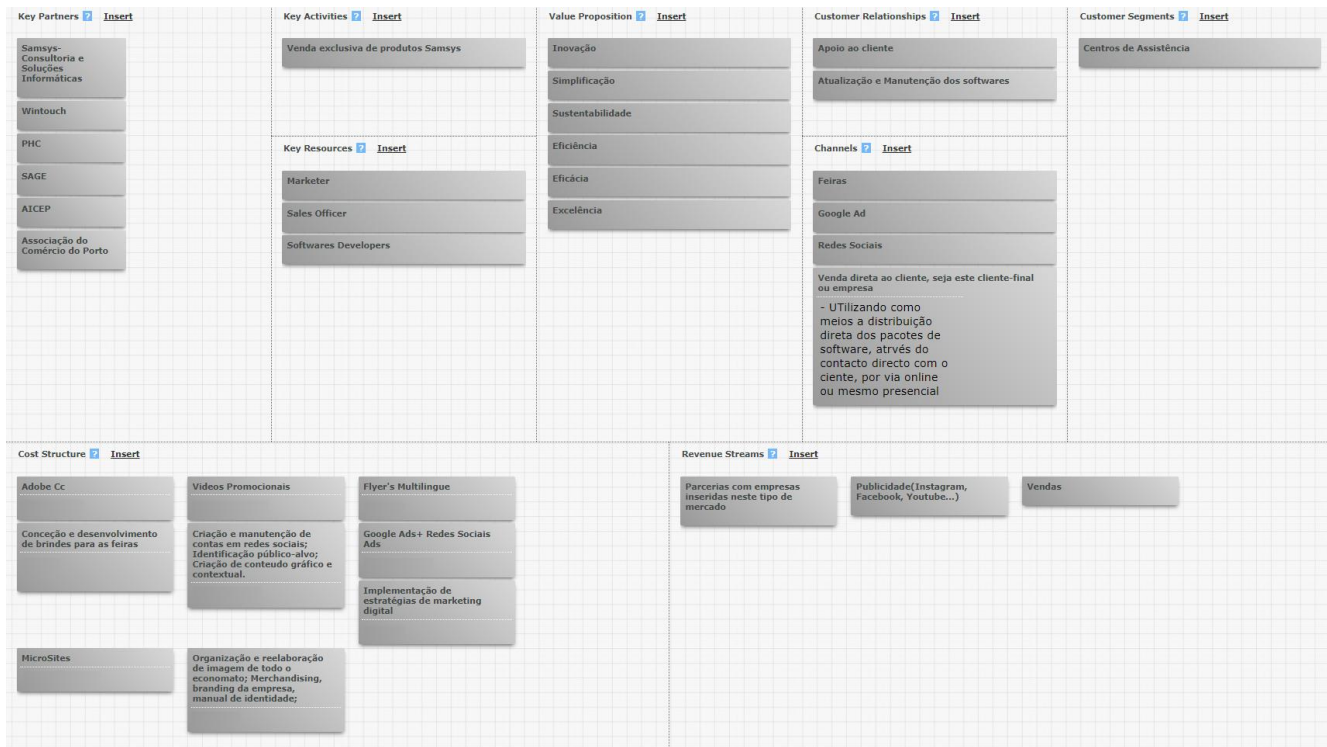 Key Partners ? Insert
Samsys-
Consultoria e
Soluções
Informáticas
Wintouch
PHC
SAGE
AICEP
Associação do
Comércio do Porto
Key Activities ? Insert
Venda exclusiva de produtos Samsys
Key Resources ? Insert
Marketer
Sales Officer
Softwares Developers
Value Proposition ? Insert
Inovação
Simplificação
Sustentabilidade
Eficiência
Eficácia
Excelência
Customer Relationships ? Insert
Apoio ao cliente
Atualização e Manutenção dos softwares
Channels ? Insert
Feiras
Google Ad
Redes Sociais
Venda direta ao cliente, seja este cliente-final
ou empresa
- UTilizando como
meios a distribuição
direta dos pacotes de
software, atrvés do
contacto directo com o
ciente, por via online
ou mesmo presencial
Customer Segments ? Insert
Centros de Assistência
Cost Structure ? Insert
Adobe Cc
Videos Promocionais
Flyer's Multilingue
Conceção e desenvolvimento
de brindes para as feiras
Criação e manutenção de
contas em redes sociais;
Identificação público-alvo;
Criação de conteudo gráfico e
contextual.
Google Ads+ Redes Sociais
Ads
Implementação de
estratégias de marketing
digital
MicroSites
Organização e reelaboração
de imagem de todo o
economato; Merchandising,
branding da empresa,
manual de identidade;
Revenue Streams ? Insert
Parcerias com empresas
inseridas neste tipo de
mercado
Publicidade(Instagram,
Facebook, Youtube...)
Vendas